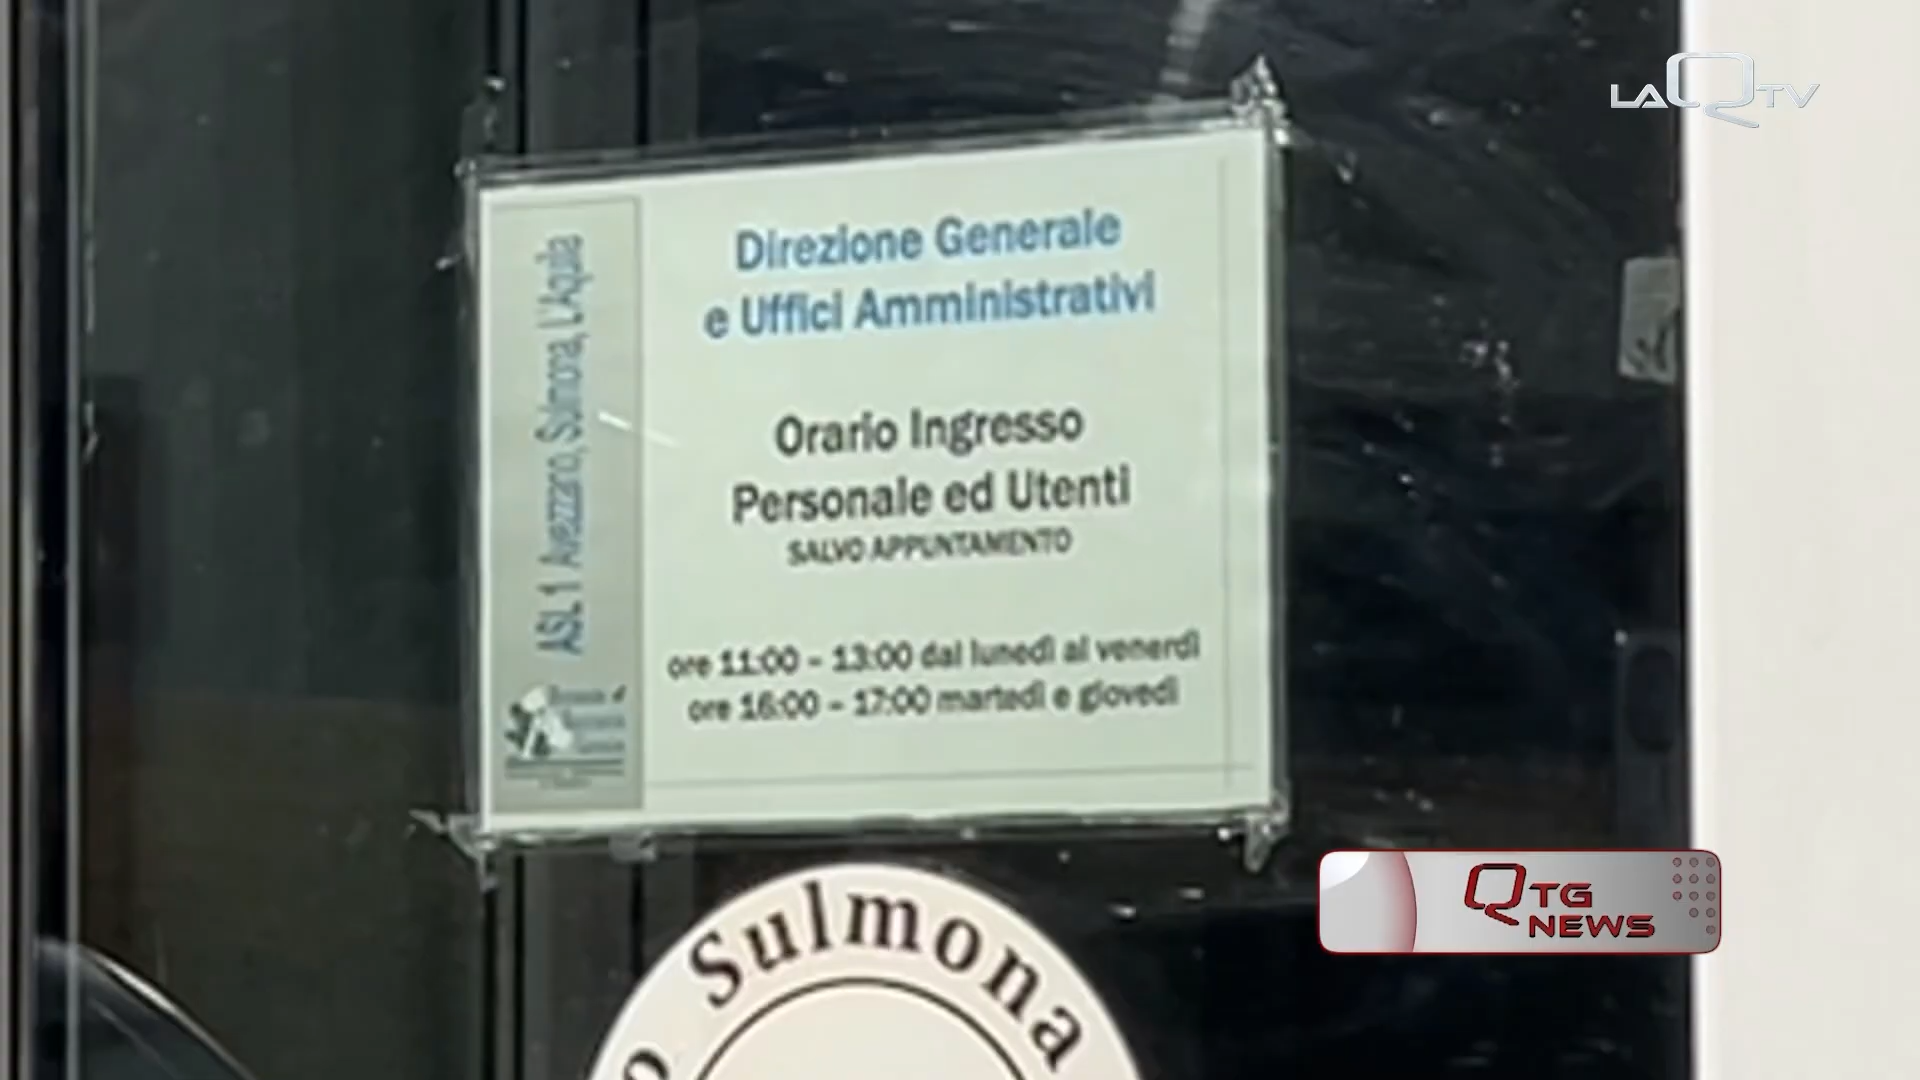 LAQTV
Direzione Generale
e Uffici Amministrativi
Orario Ingresso
Personale ed Utenti
SALVO APPUNTAMENTO
ore 11:00 – 13:00 dal lunedì al venerdì
ore 16:00 – 17:00 martedì e giovedì
ASL 1 Avezzano, Sulmona, L'Aquila
Sulmona
QTG
NEWS